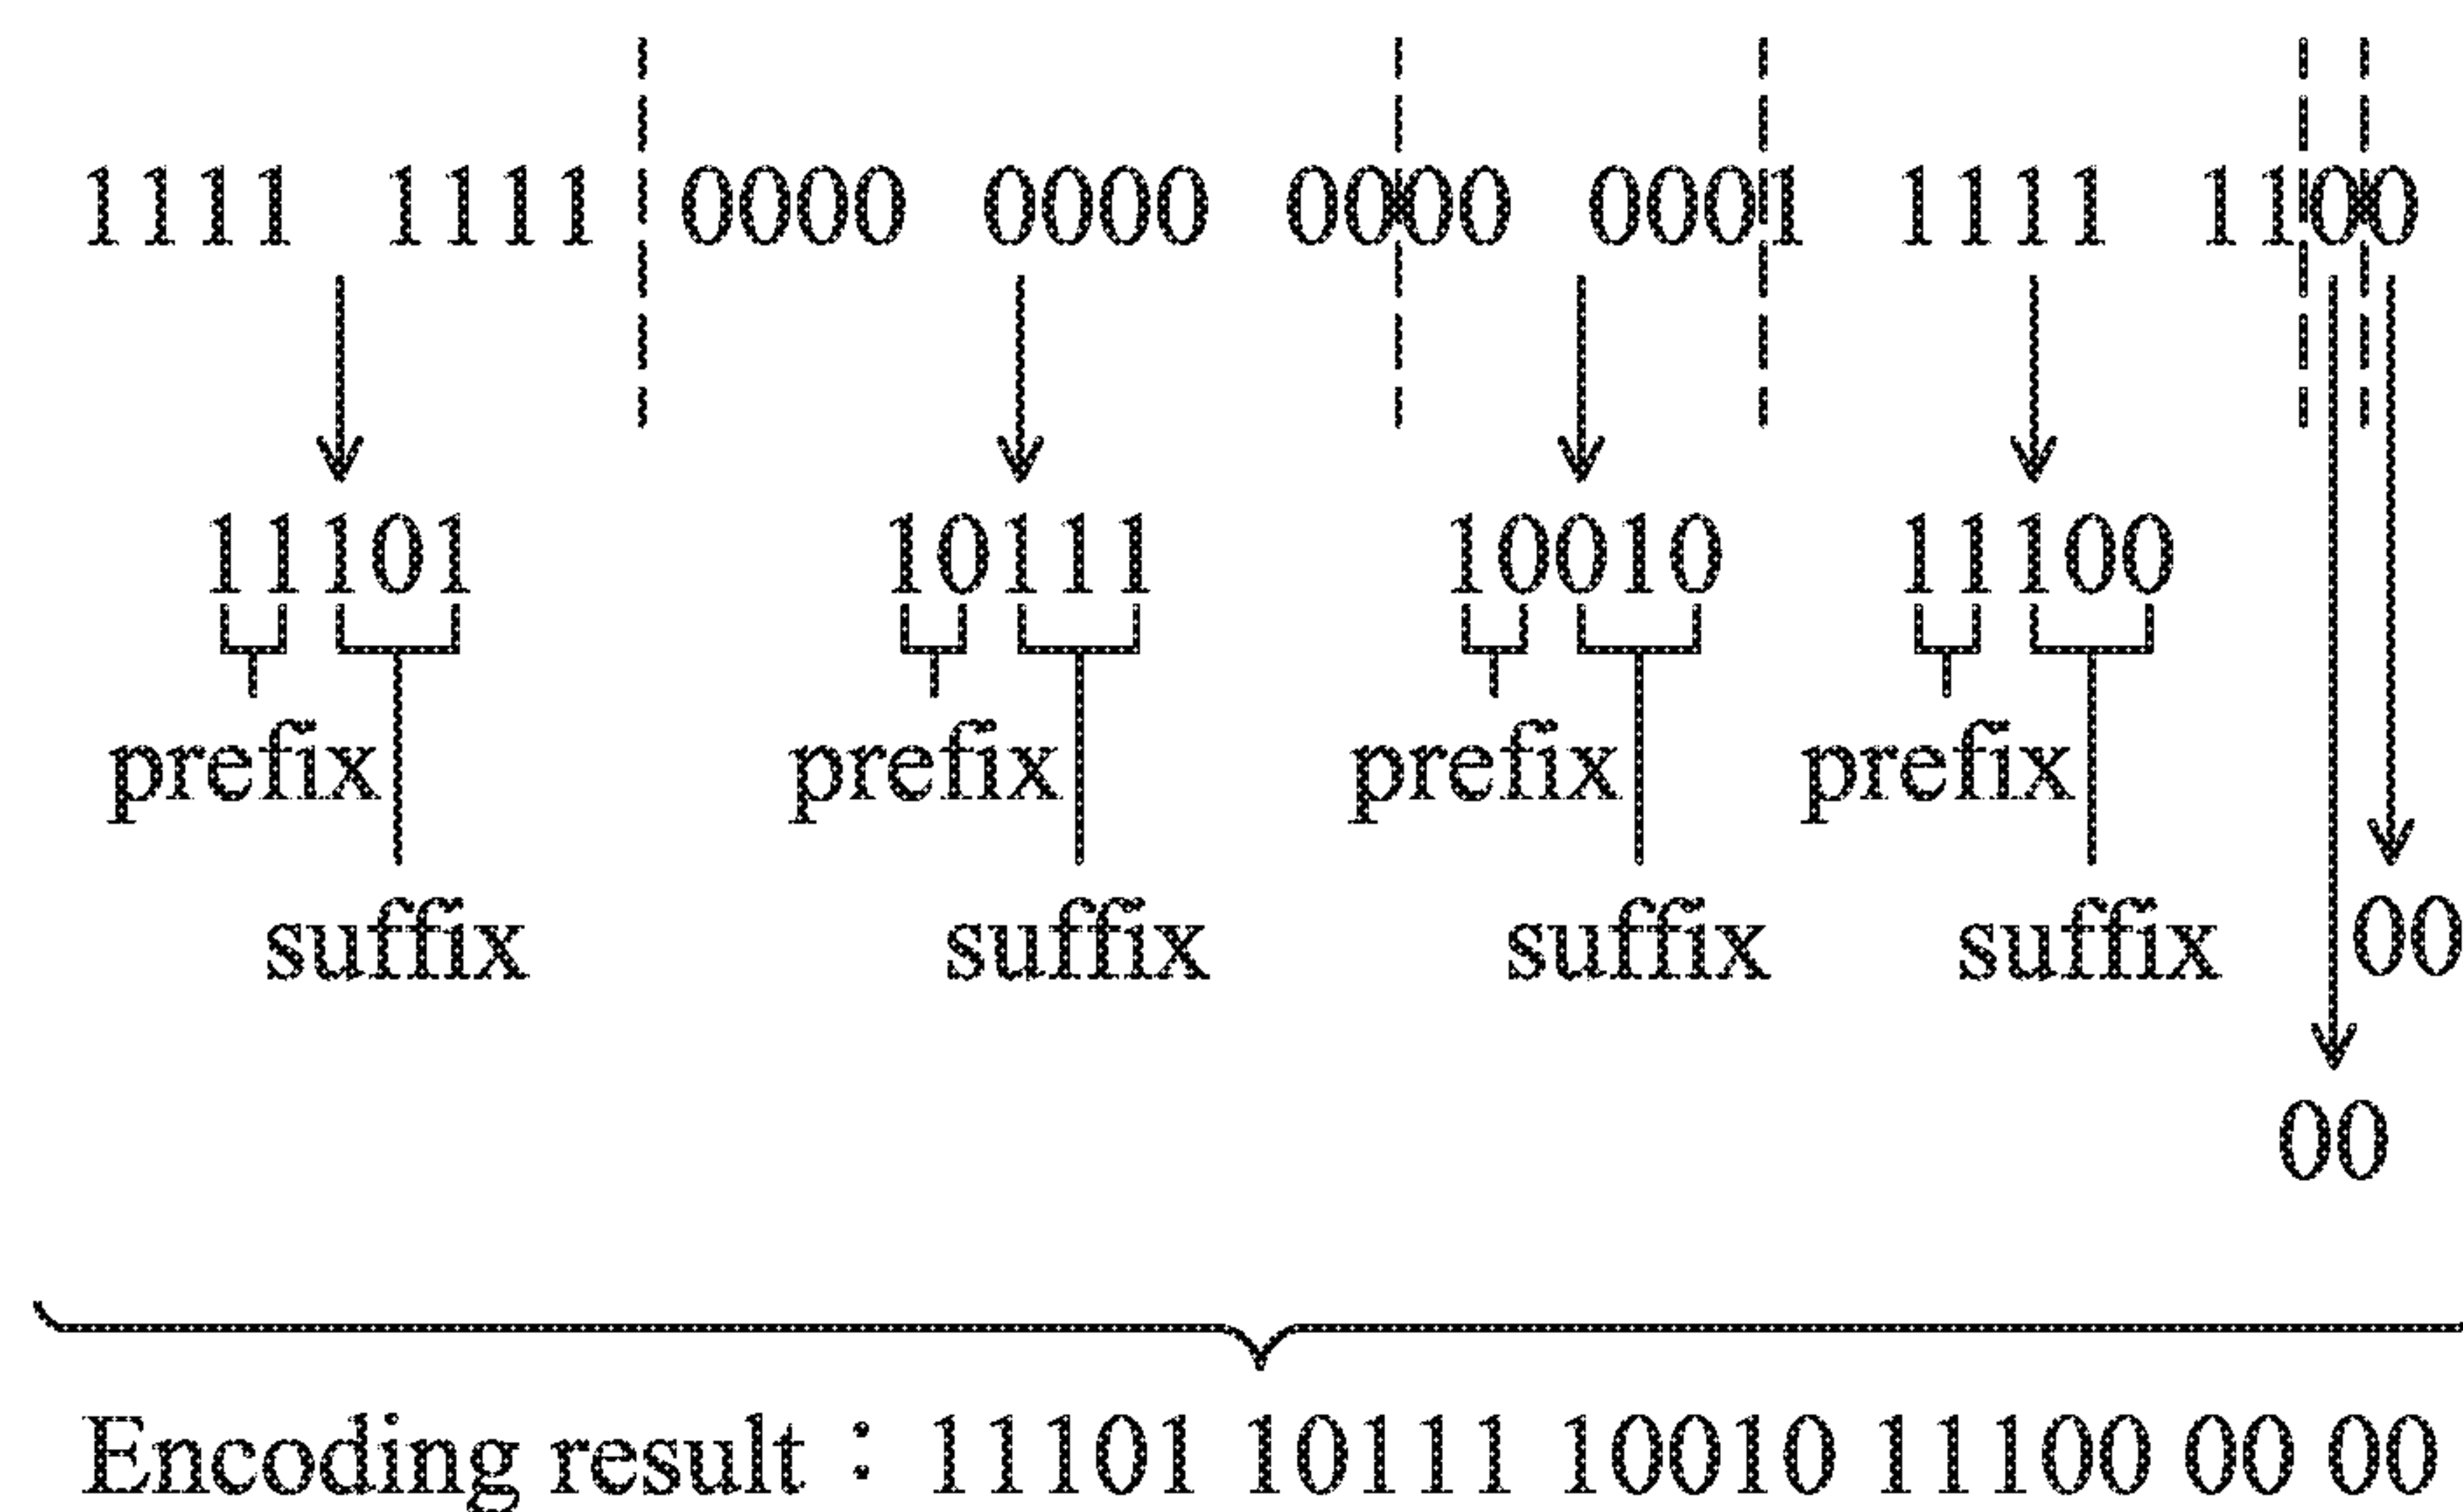 1111 1111 0000 0000 0000 0001 1111 1100
11101 10111 10010 11100
prefix prefix prefix prefix
suffix suffix suffix suffix 00
00
Encoding result : 11101 10111 10010 11100 00 00